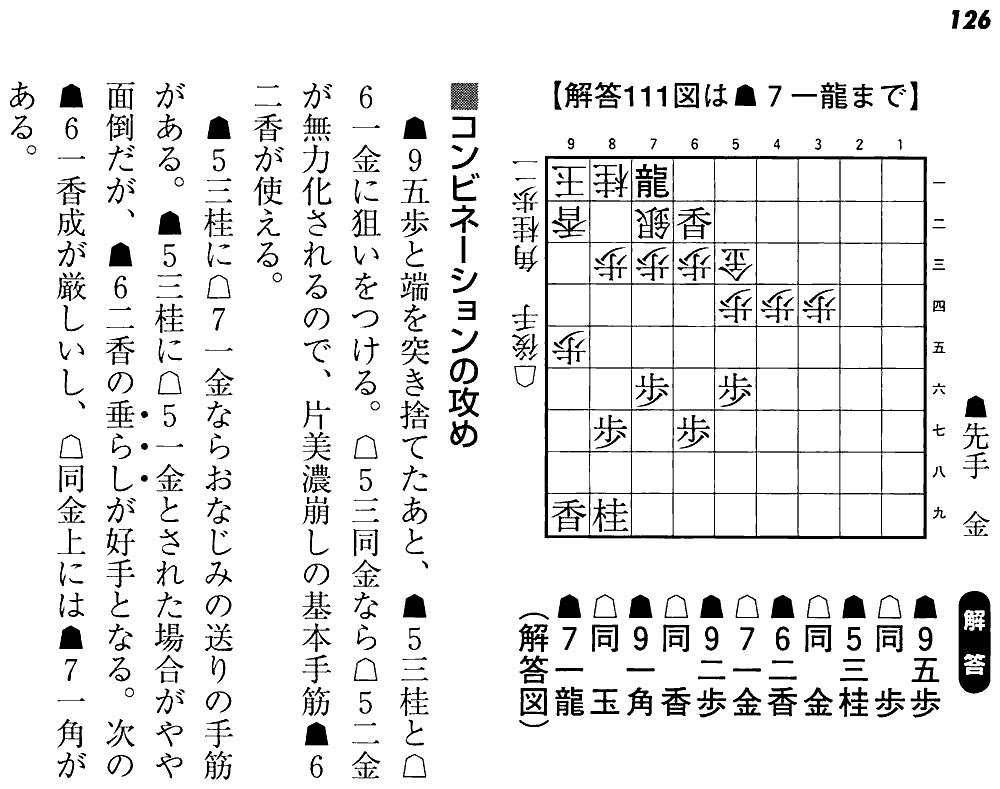 126
【解答111図は☗7一龍まで】
9 8 7 6 5 4 3 2 1
王桂龍 一
香銀香 二
歩歩歩金 三
歩歩歩 四
歩 五
歩歩 六
歩歩 七
八
香桂 九
☗先手 金
☖後手 角桂歩二
解答
☗9五歩
☖同歩
☗5三桂
☖同金
☗6二香
☖7一金
☗9二歩
☖同香
☗9一角
☖同玉
☗7一龍
（解答図）
■コンビネーションの攻め
☗9五歩と端を突き捨てたあと、☗5三桂と☖
6一金に狙いをつける。☖5三同金なら☖5二金
が無力化されるので、片美濃崩しの基本手筋☗6
二香が使える。
☗5三桂に☖7一金ならおなじみの送りの手筋
がある。☗5三桂に☖5一金とされた場合がやや
面倒だが、☗6二香の垂らしが好手となる。次の
☗6一香成が厳しいし、☖同金上には☗7一角が
ある。